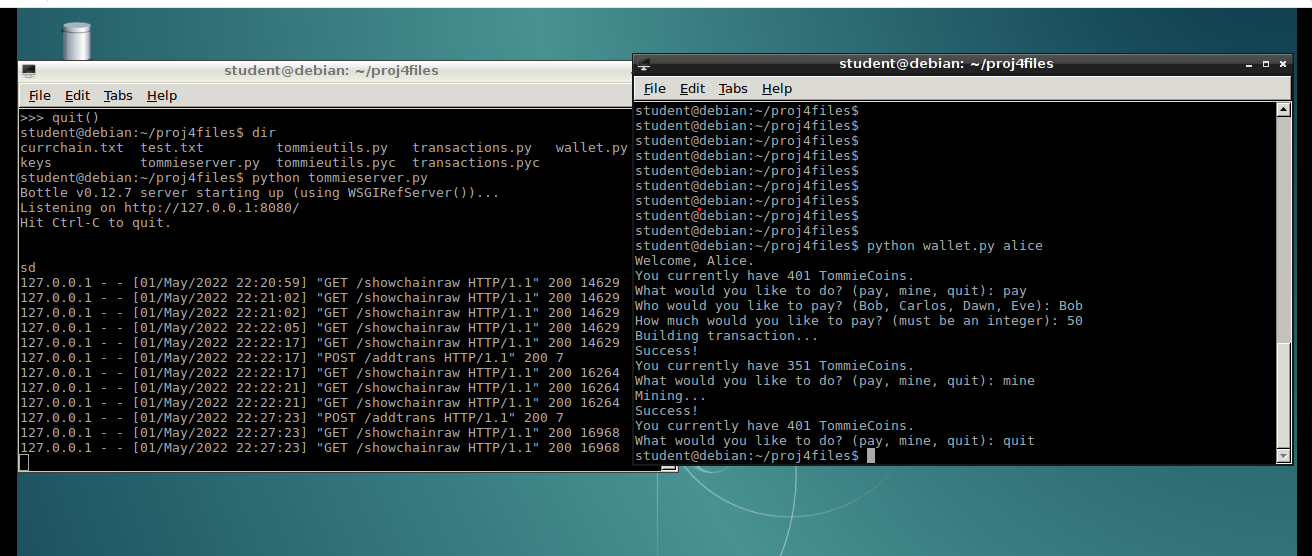 student@debian: ~/proj4files
File Edit Tabs Help
>>> quit()
student@debian:~/proj4files$ dir
currchain.txt test.txt tommieserver.py transactions.py wallet.py
keys tommieserver.py tommieutils.pyc transactions.pyc
student@debian:~/proj4files$ python tommieserver.py
Bottle v0.12.7 server starting up (using WSGIRefServer())...
Listening on http://127.0.0.1:8080/
Hit Ctrl-C to quit.
sd
127.0.0.1 - - [01/May/2022 22:20:59] "GET /showchainraw HTTP/1.1" 200 14629
127.0.0.1 - - [01/May/2022 22:21:02] "GET /showchainraw HTTP/1.1" 200 14629
127.0.0.1 - - [01/May/2022 22:21:02] "GET /showchainraw HTTP/1.1" 200 14629
127.0.0.1 - - [01/May/2022 22:22:05] "GET /showchainraw HTTP/1.1" 200 14629
127.0.0.1 - - [01/May/2022 22:22:17] "GET /showchainraw HTTP/1.1" 200 14629
127.0.0.1 - - [01/May/2022 22:22:17] "POST /addtrans HTTP/1.1" 200 7
127.0.0.1 - - [01/May/2022 22:22:17] "GET /showchainraw HTTP/1.1" 200 16264
127.0.0.1 - - [01/May/2022 22:22:21] "GET /showchainraw HTTP/1.1" 200 16264
127.0.0.1 - - [01/May/2022 22:22:21] "GET /showchainraw HTTP/1.1" 200 16264
127.0.0.1 - - [01/May/2022 22:27:23] "POST /addtrans HTTP/1.1" 200 7
127.0.0.1 - - [01/May/2022 22:27:23] "GET /showchainraw HTTP/1.1" 200 16968
127.0.0.1 - - [01/May/2022 22:27:23] "GET /showchainraw HTTP/1.1" 200 16968
student@debian: ~/proj4files
File Edit Tabs Help
student@debian:~/proj4files$
student@debian:~/proj4files$
student@debian:~/proj4files$
student@debian:~/proj4files$
student@debian:~/proj4files$
student@debian:~/proj4files$
student@debian:~/proj4files$
student@debian:~/proj4files$
student@debian:~/proj4files$
student@debian:~/proj4files$ python wallet.py alice
Welcome, Alice.
You currently have 401 TommieCoins.
What would you like to do? (pay, mine, quit): pay
Who would you like to pay? (Bob, Carlos, Dawn, Eve): Bob
How much would you like to pay? (must be an integer): 50
Building transaction...
Success!
You currently have 351 TommieCoins.
What would you like to do? (pay, mine, quit): mine
Mining...
Success!
You currently have 401 TommieCoins.
What would you like to do? (pay, mine, quit): quit
student@debian:~/proj4files$